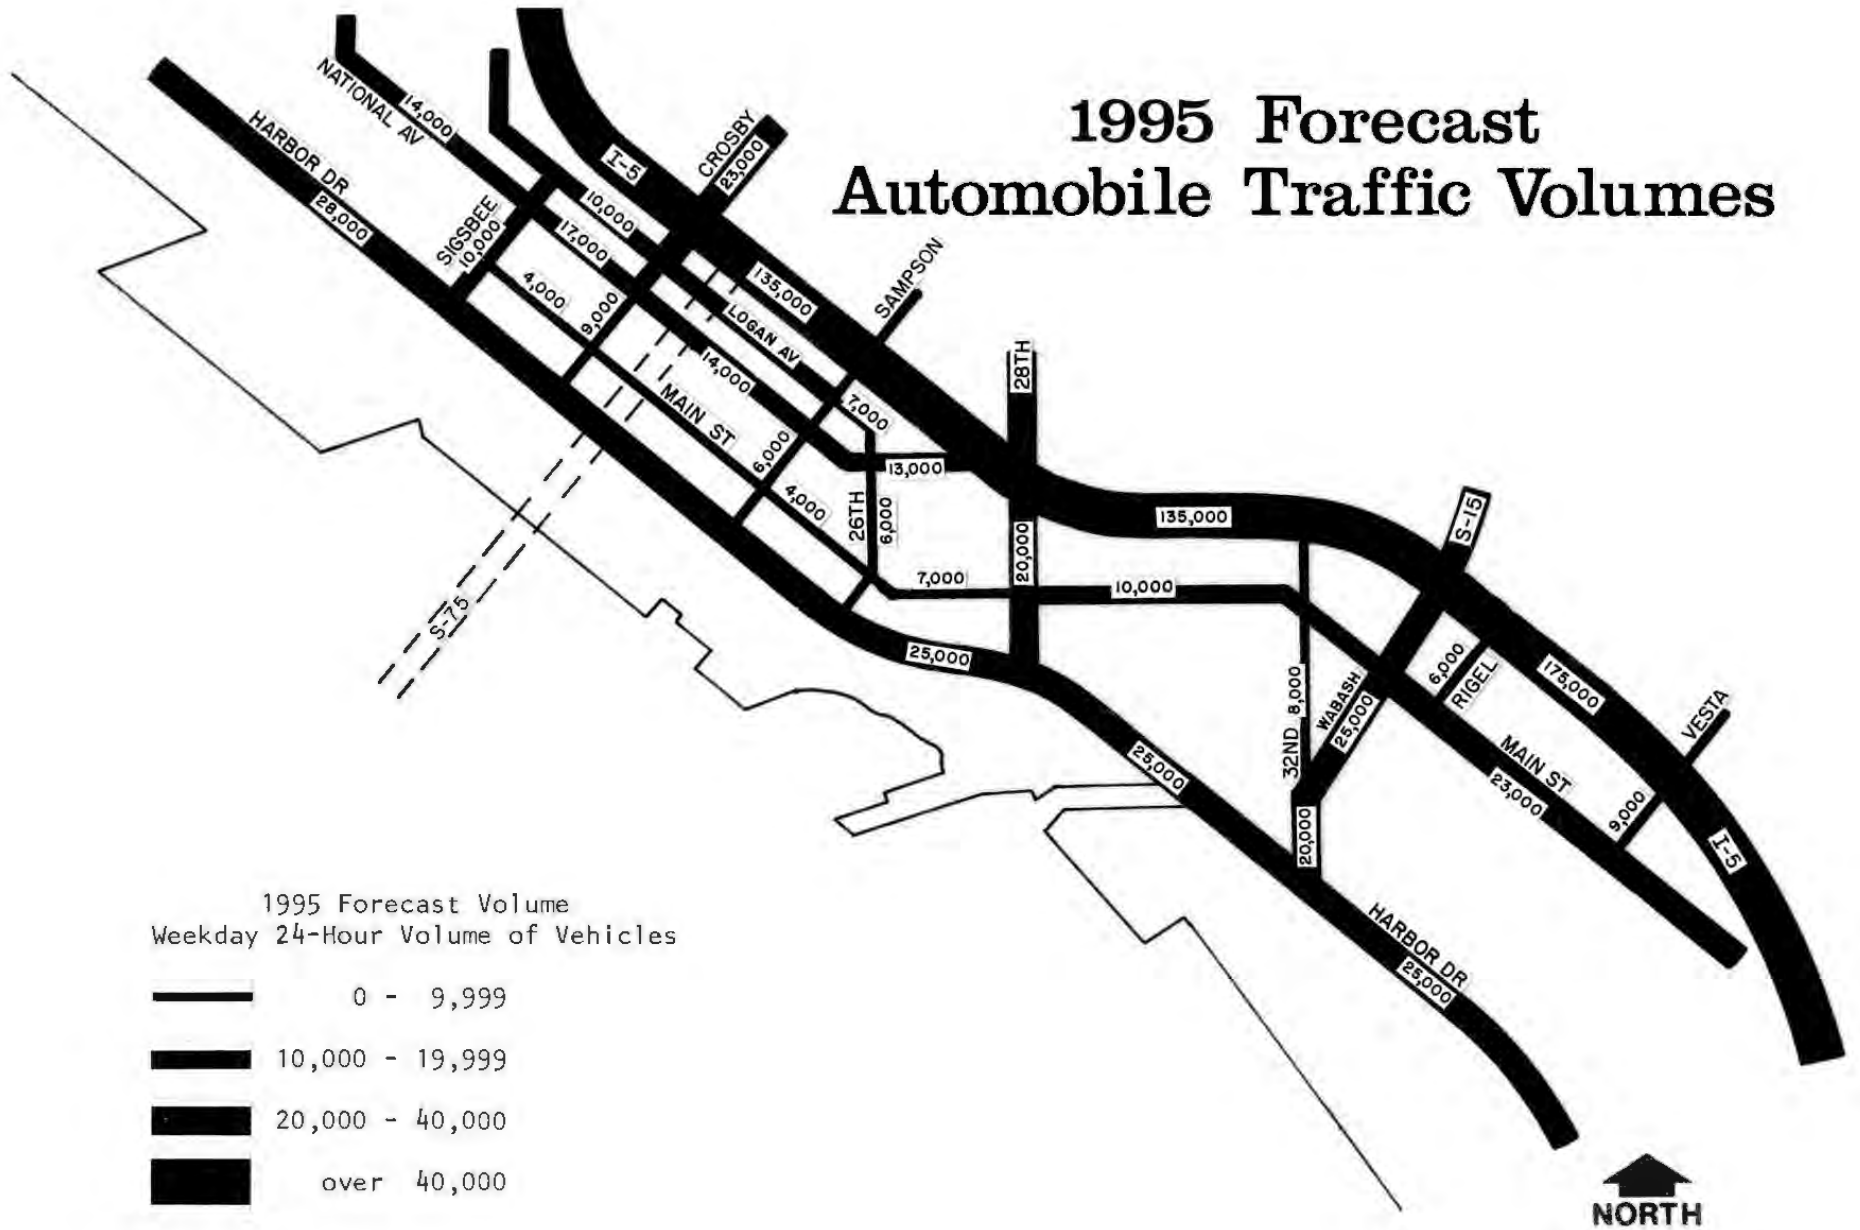 1995 Forecast
Automobile Traffic Volumes
NATIONAL AV
14,000
HARBOR DR
28,000
I-5
CROSBY
23,000
SIGSBEE
10,000
10,000
17,000
4,000
9,000
135,000
SAMPSON
LOGAN AV
14,000
MAIN ST
7,000
6,000
13,000
28TH
4,000
26TH
6,000
20,000
135,000
S-15
7,000
10,000
S-75
25,000
6,000
RIGEL
175,000
VESTA
32ND 8,000
WABASH
25,000
25,000
MAIN ST
23,000
9,000
20,000
I-5
HARBOR DR
25,000
1995 Forecast Volume
Weekday 24-Hour Volume of Vehicles
0 - 9,999
10,000 - 19,999
20,000 - 40,000
over 40,000
NORTH